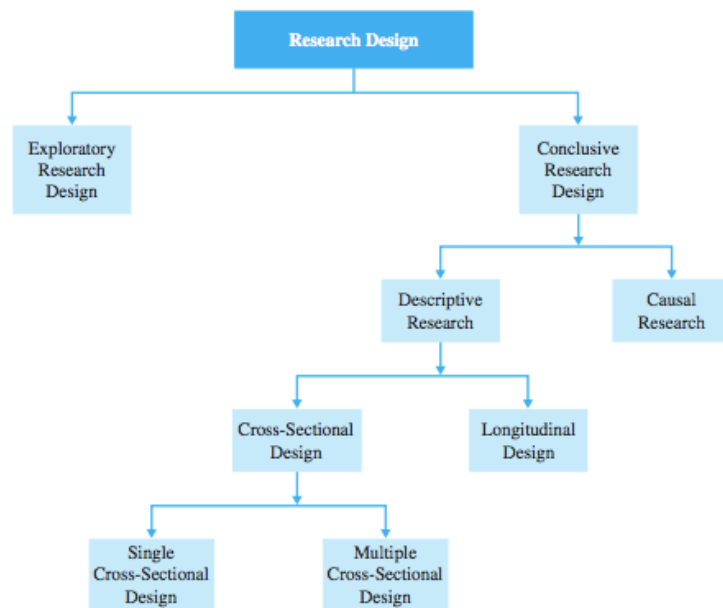 Research Design
Exploratory
Research
Design
Conclusive
Research
Design
Descriptive
Research
Causal
Research
Cross-Sectional
Design
Longitudinal
Design
Single
Cross-Sectional
Design
Multiple
Cross-Sectional
Design